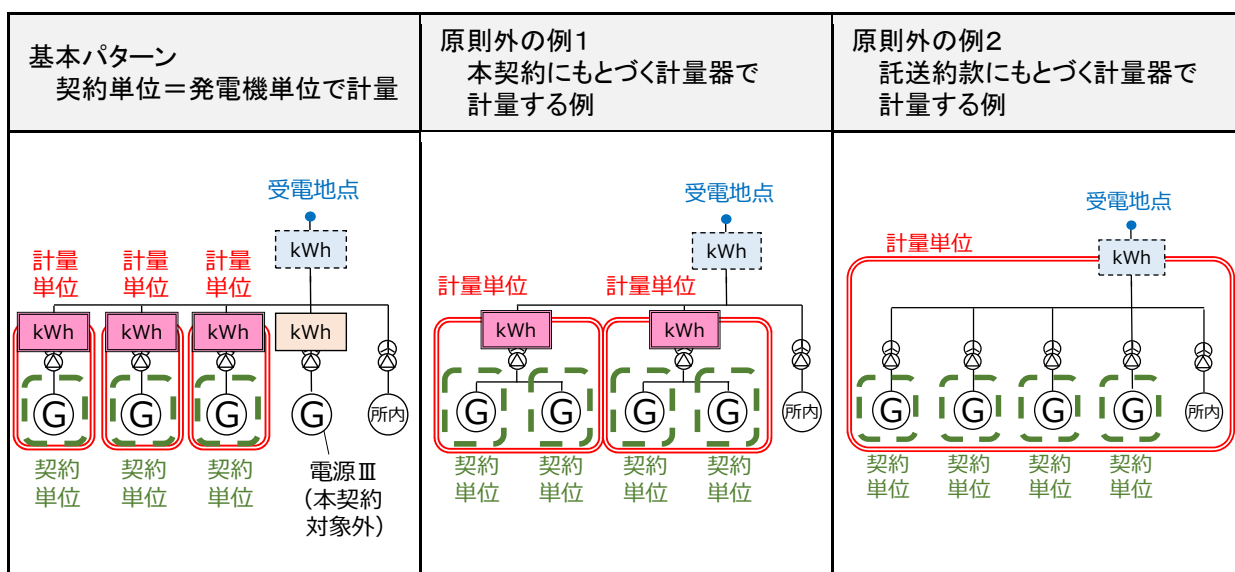 基本パターン
契約単位＝発電機単位で計量
原則外の例１
本契約にもとづく計量器で
計量する例
原則外の例２
託送約款にもとづく計量器で
計量する例
受電地点
kWh
計量
単位
計量
単位
計量
単位
kWh
kWh
kWh
kWh
G
G
G
G
所内
契約
単位
契約
単位
契約
単位
電源Ⅲ
(本契約
対象外)
受電地点
kWh
計量単位
計量単位
kWh
kWh
G
G
G
G
所内
契約
単位
契約
単位
契約
単位
契約
単位
受電地点
計量単位
kWh
G
G
G
G
所内
契約
単位
契約
単位
契約
単位
契約
単位